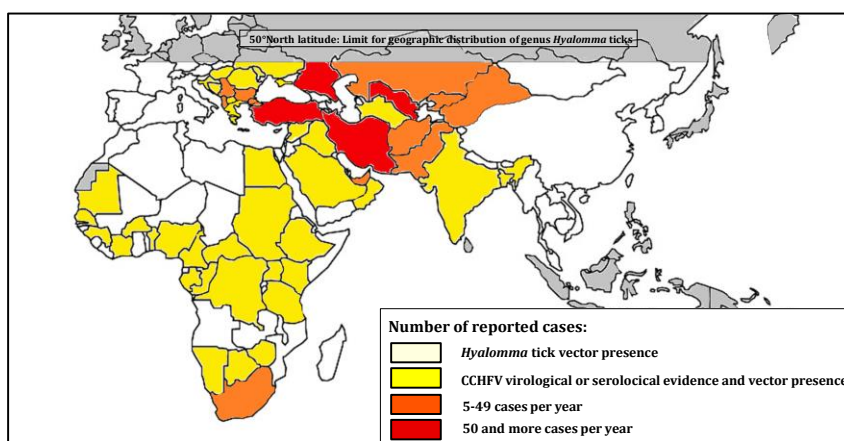 50°North latitude: Limit for geographic distribution of genus Hyalomma ticks
Number of reported cases:
Hyalomma tick vector presence
CCHFV virological or serolocical evidence and vector presence
5-49 cases per year
50 and more cases per year